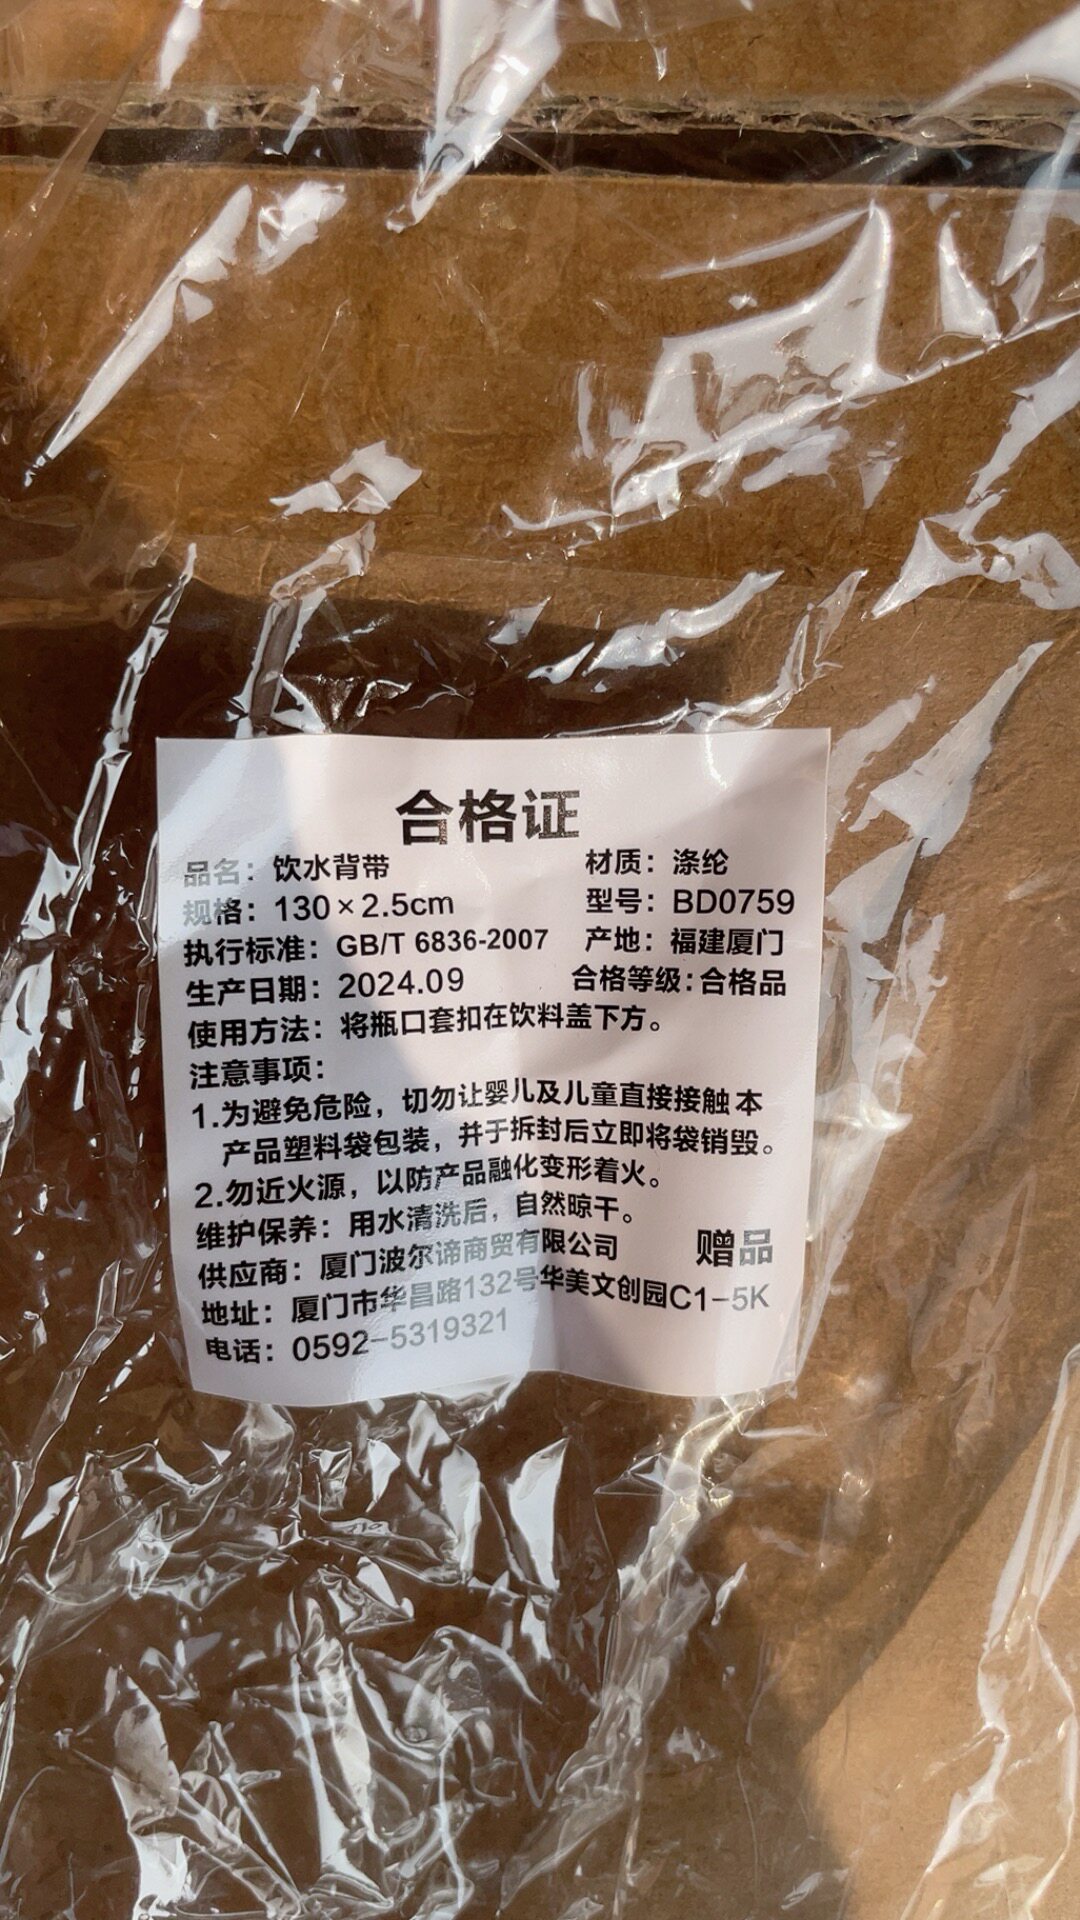 合格证
品名：饮水背带 材质：涤纶
规格：130×2.5cm 型号：BD0759
执行标准：GB/T 6836-2007 产地：福建厦门
生产日期：2024.09 合格等级：合格品
使用方法：将瓶口套扣在饮料盖下方。
注意事项：
1.为避免危险，切勿让婴儿及儿童直接接触本
产品塑料袋包装，并于拆封后立即将袋销毁。
2.勿近火源，以防产品融化变形着火。
维护保养：用水清洗后，自然晾干。
供应商：厦门波尔谛商贸有限公司 赠品
地址：厦门市华昌路132号华美文创园C1-5K
电话：0592-5319321